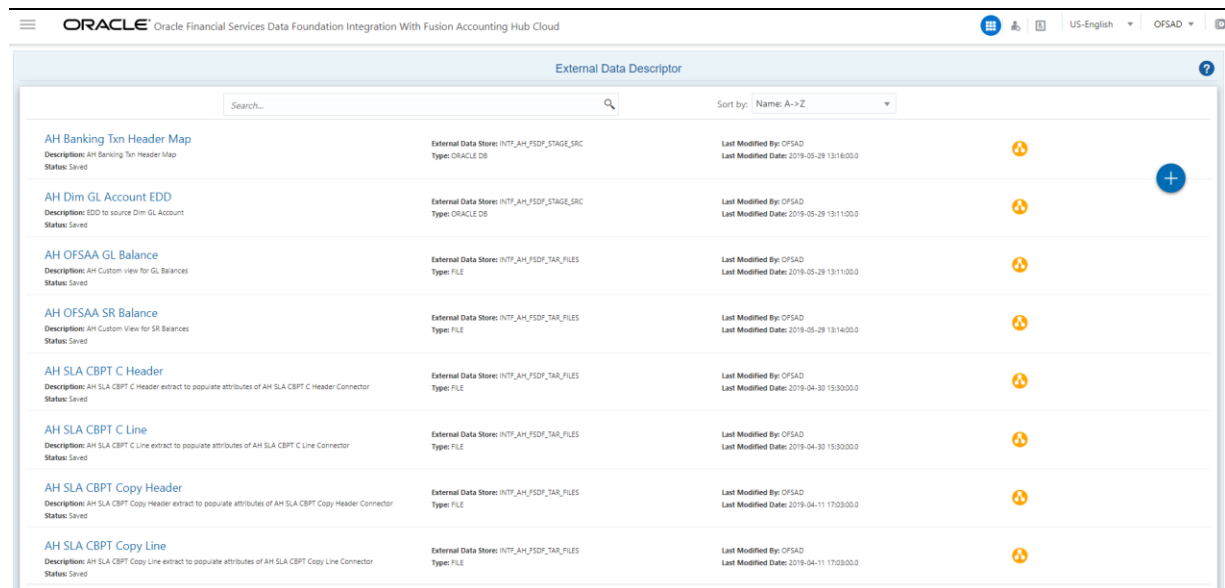 ORACLE® Oracle Financial Services Data Foundation Integration With Fusion Accounting Hub Cloud
US-English
OFSAD
External Data Descriptor
Search...
Sort by: Name: A->Z
AH Banking Txn Header Map
Description: AH Banking Txn Header Map
Status: Saved
External Data Store: INTF_AH_FSDF_STAGE_SRC
Type: ORACLE DB
Last Modified By: OFSAD
Last Modified Date: 2019-05-29 13:16:00.0
AH Dim GL Account EDD
Description: EDD to source Dim GL Account
Status: Saved
External Data Store: INTF_AH_FSDF_STAGE_SRC
Type: ORACLE DB
Last Modified By: OFSAD
Last Modified Date: 2019-05-29 13:11:00.0
AH OFSAA GL Balance
Description: AH Custom view for GL Balances
Status: Saved
External Data Store: INTF_AH_FSDF_TAR_FILES
Type: FILE
Last Modified By: OFSAD
Last Modified Date: 2019-05-29 13:11:00.0
AH OFSAA SR Balance
Description: AH Custom View for SR Balances
Status: Saved
External Data Store: INTF_AH_FSDF_TAR_FILES
Type: FILE
Last Modified By: OFSAD
Last Modified Date: 2019-05-29 13:14:00.0
AH SLA CBPT C Header
Description: AH SLA CBPT C Header extract to populate attributes of AH SLA CBPT C Header Connector
Status: Saved
External Data Store: INTF_AH_FSDF_TAR_FILES
Type: FILE
Last Modified By: OFSAD
Last Modified Date: 2019-04-30 15:30:00.0
AH SLA CBPT C Line
Description: AH SLA CBPT C Line extract to populate attributes of AH SLA CBPT C Line Connector
Status: Saved
External Data Store: INTF_AH_FSDF_TAR_FILES
Type: FILE
Last Modified By: OFSAD
Last Modified Date: 2019-04-30 15:30:00.0
AH SLA CBPT Copy Header
Description: AH SLA CBPT Copy Header extract to populate attributes of AH SLA CBPT Copy Header Connector
Status: Saved
External Data Store: INTF_AH_FSDF_TAR_FILES
Type: FILE
Last Modified By: OFSAD
Last Modified Date: 2019-04-11 17:03:00.0
AH SLA CBPT Copy Line
Description: AH SLA CBPT Copy Line extract to populate attributes of AH SLA CBPT Copy Line Connector
Status: Saved
External Data Store: INTF_AH_FSDF_TAR_FILES
Type: FILE
Last Modified By: OFSAD
Last Modified Date: 2019-04-11 17:03:00.0